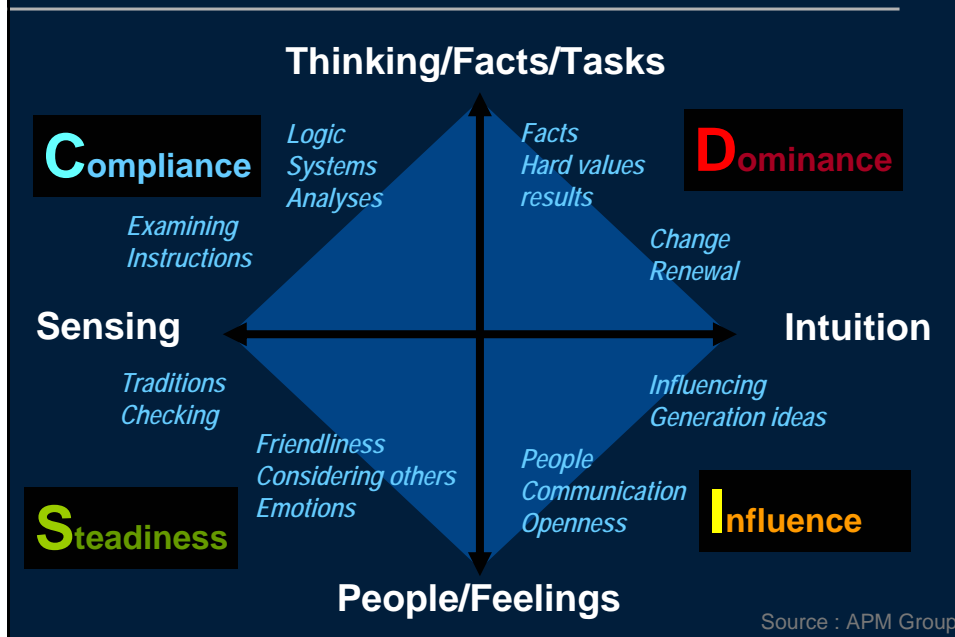 Thinking/Facts/Tasks
Compliance
Logic
Systems
Analyses
Facts
Hard values
results
Dominance
Examining
Instructions
Change
Renewal
Sensing
Intuition
Traditions
Checking
Influencing
Generation ideas
Friendliness
Considering others
Emotions
People
Communication
Openness
Steadiness
Influence
People/Feelings
Source : APM Group